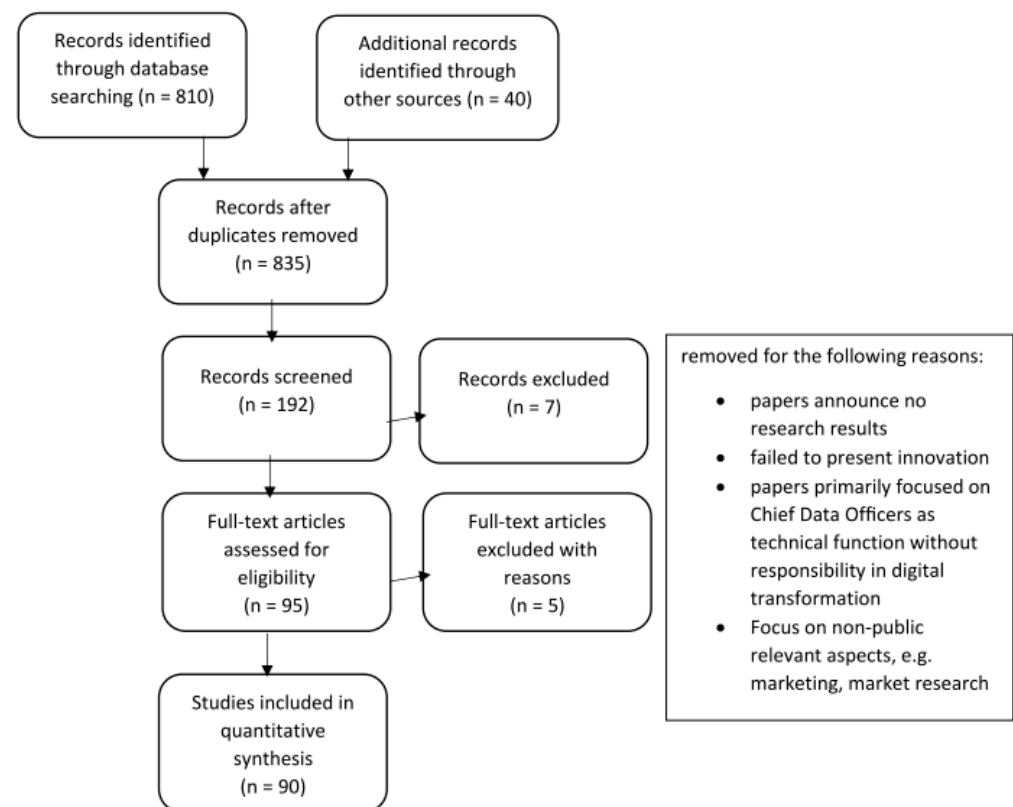 Records identified
through database
searching (n = 810)
Additional records
identified through
other sources (n = 40)
Records after
duplicates removed
(n = 835)
Records screened
(n = 192)
Records excluded
(n = 7)
Full-text articles
assessed for
eligibility
(n = 95)
Full-text articles
excluded with
reasons
(n = 5)
Studies included in
quantitative
synthesis
(n = 90)
removed for the following reasons:
• papers announce no
research results
• failed to present innovation
• papers primarily focused on
Chief Data Officers as
technical function without
responsibility in digital
transformation
• Focus on non-public
relevant aspects, e.g.
marketing, market research